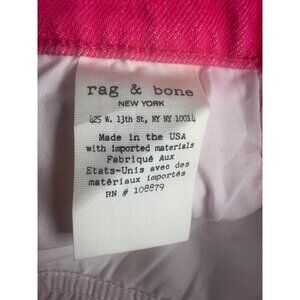 rag & bone
NEW YORK
425 W. 13th St, NY NY 10014
Made in the USA
with imported materials
Fabriqué Aux
Etats-Unis avec des
matériaux importés
RN # 108879